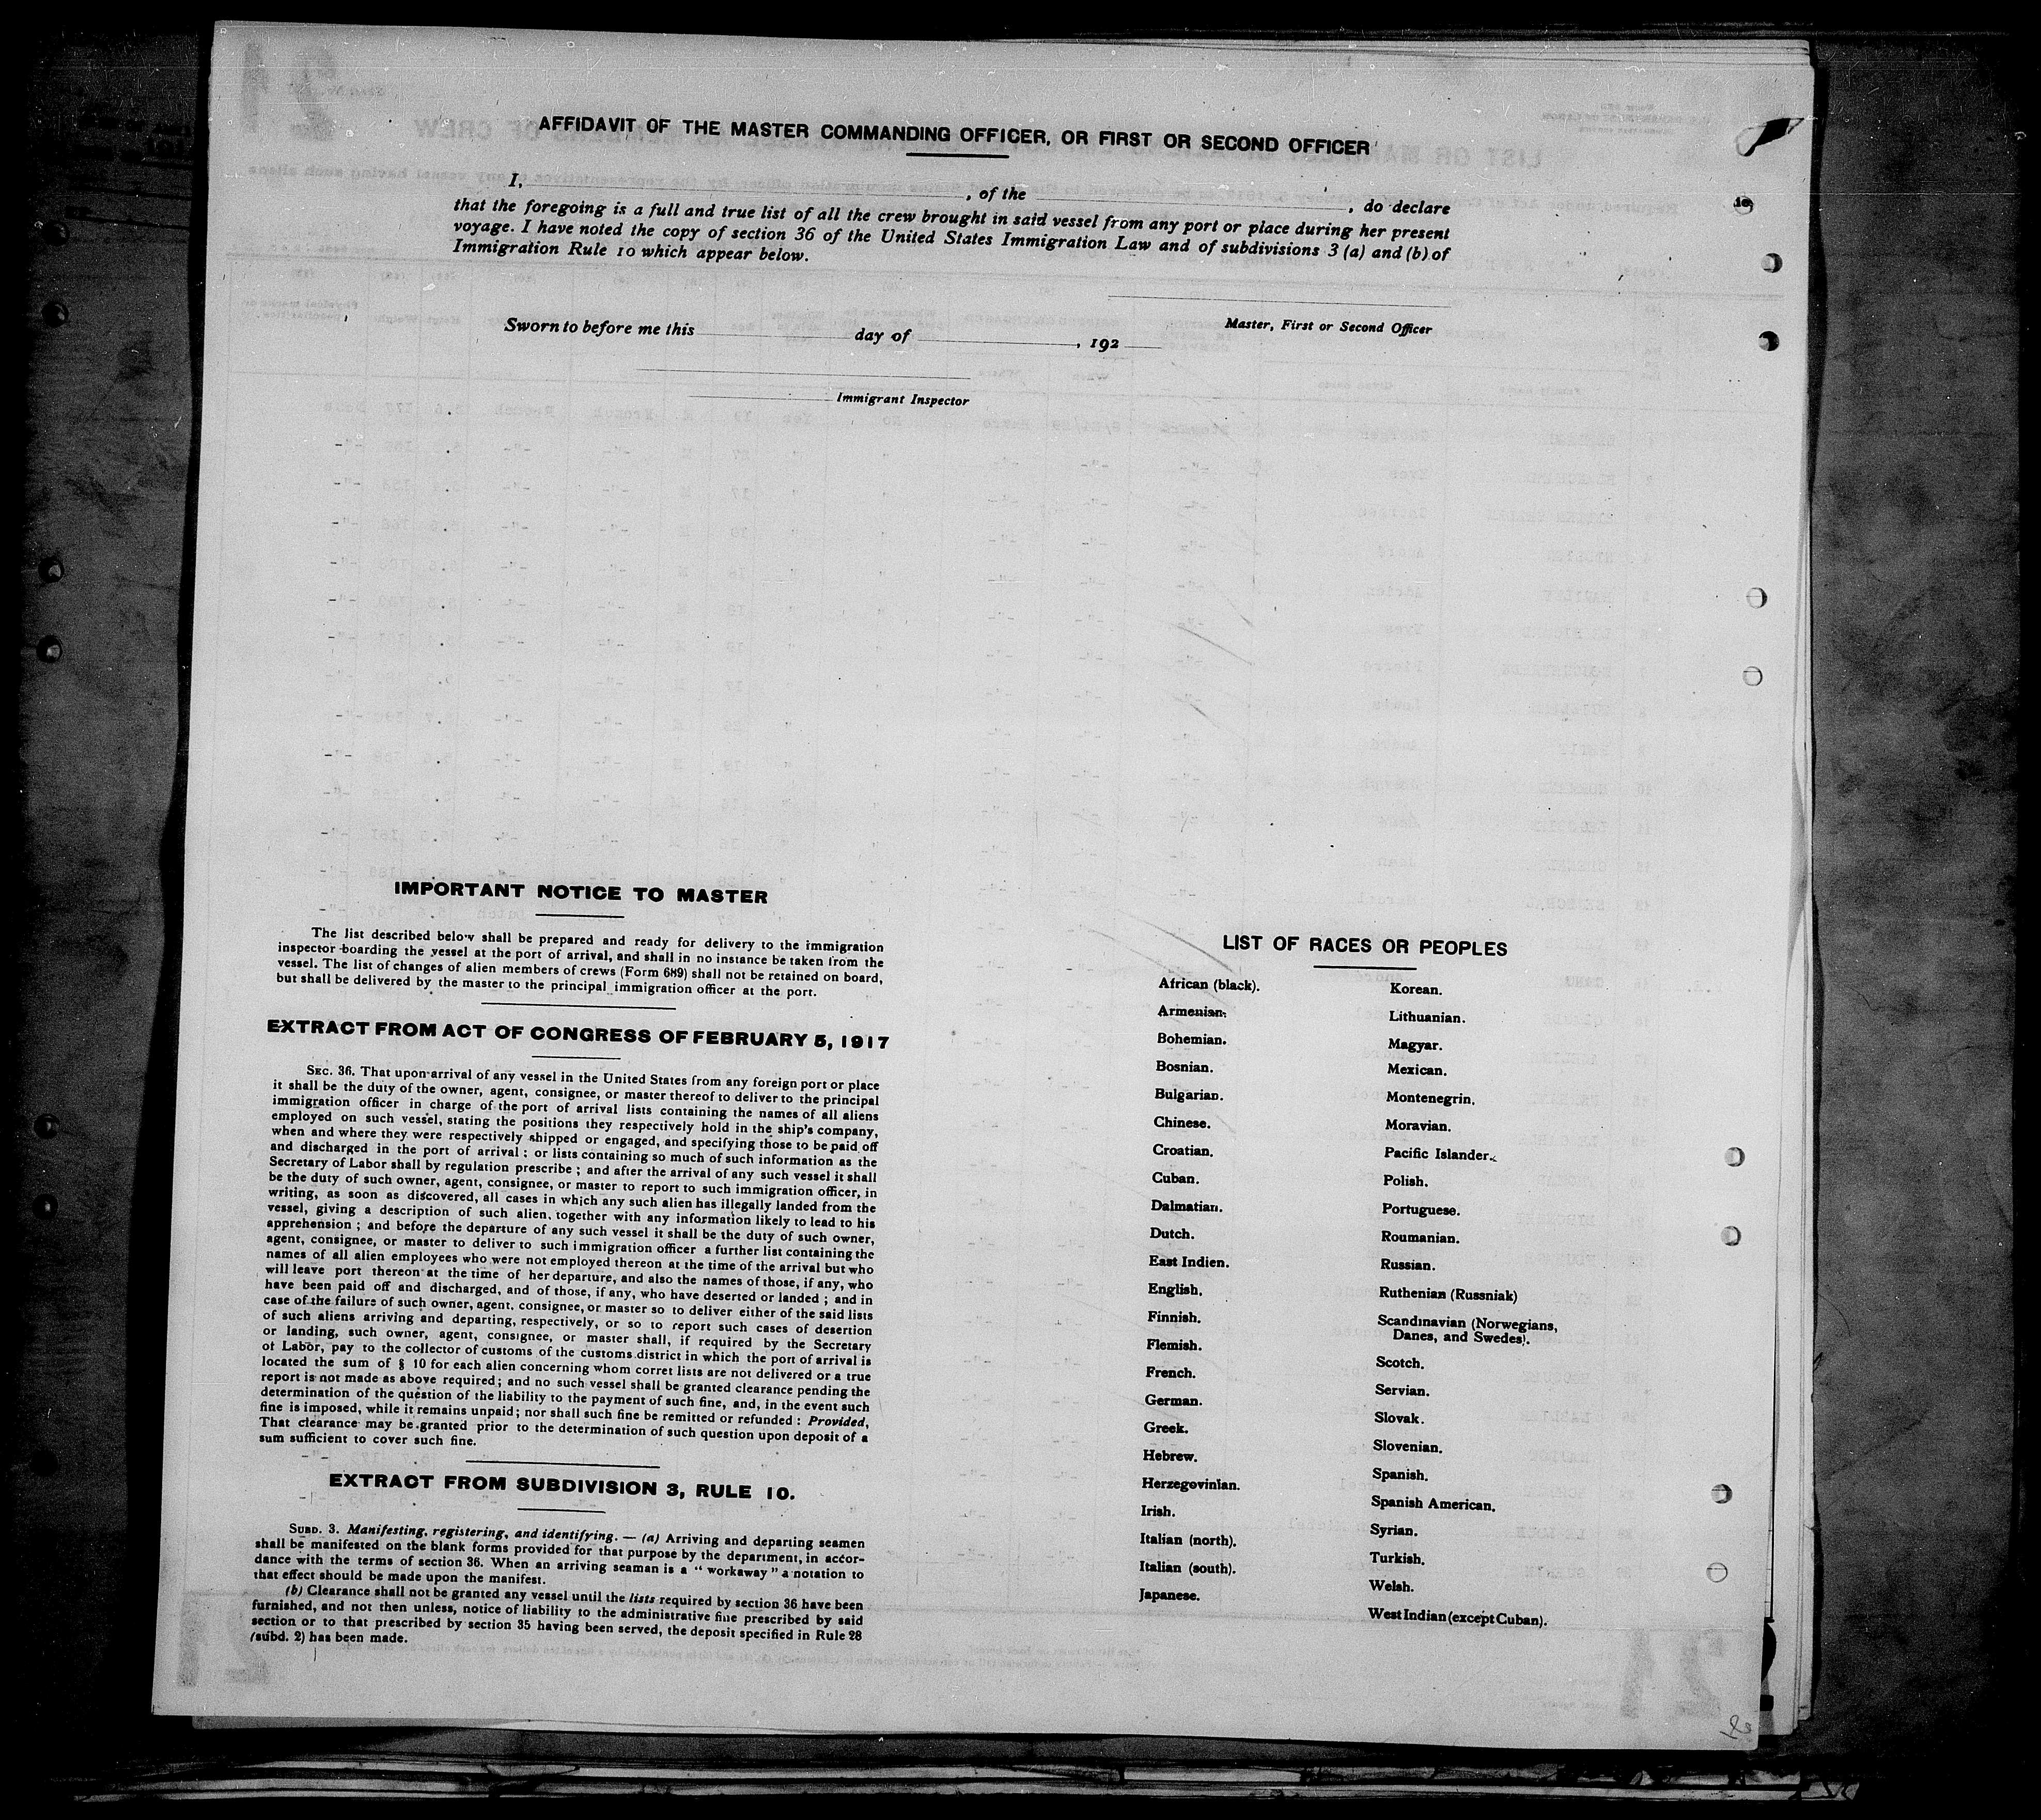 AFFIDAVIT OF THE MASTER COMMANDING OFFICER, OR FIRST OR SECOND OFFICER
I, , of the , do declare
that the foregoing is a full and true list of all the crew brought in said vessel from any port or place during her present
voyage. I have noted the copy of section 36 of the United States Immigration Law and of subdivisions 3 (a) and (b) of
Immigration Rule 10 which appear below.
Master, First or Second Officer
Sworn to before me this day of , 192
Immigrant Inspector
IMPORTANT NOTICE TO MASTER
The list described below shall be prepared and ready for delivery to the immigration
inspector boarding the vessel at the port of arrival, and shall in no instance be taken from the
vessel. The list of changes of alien members of crews (Form 689) shall not be retained on board,
but shall be delivered by the master to the principal immigration officer at the port.
EXTRACT FROM ACT OF CONGRESS OF FEBRUARY 5, 1917
SEC. 36. That upon arrival of any vessel in the United States from any foreign port or place
it shall be the duty of the owner, agent, consignee, or master thereof to deliver to the principal
immigration officer in charge of the port of arrival lists containing the names of all aliens
employed on such vessel, stating the positions they respectively hold in the ship's company,
when and where they were respectively shipped or engaged, and specifying those to be paid off
and discharged in the port of arrival ; or lists containing so much of such information as the
Secretary of Labor shall by regulation prescribe ; and after the arrival of any such vessel it shall
be the duty of such owner, agent, consignee, or master to report to such immigration officer, in
writing, as soon as discovered, all cases in which any such alien has illegally landed from the
vessel, giving a description of such alien, together with any information likely to lead to his
apprehension ; and before the departure of any such vessel it shall be the duty of such owner,
agent, consignee, or master to deliver to such immigration officer a further list containing the
names of all alien employees who were not employed thereon at the time of the arrival but who
will leave port thereon at the time of her departure, and also the names of those, if any, who
have been paid off and discharged, and of those, if any, who have deserted or landed ; and in
case of the failure of such owner, agent, consignee, or master so to deliver either of the said lists
of such aliens arriving and departing, respectively, or so to report such cases of desertion
or landing, such owner, agent, consignee, or master shall, if required by the Secretary
of Labor, pay to the collector of customs of the customs district in which the port of arrival is
located the sum of § 10 for each alien concerning whom corret lists are not delivered or a true
report is not made as above required ; and no such vessel shall be granted clearance pending the
determination of the question of the liability to the payment of such fine, and, in the event such
fine is imposed, while it remains unpaid ; nor shall such fine be remitted or refunded : Provided,
That clearance may be granted prior to the determination of such question upon deposit of a
sum sufficient to cover such fine.
EXTRACT FROM SUBDIVISION 3, RULE 10.
SUBD. 3. Manifesting, registering, and identifying. — (a) Arriving and departing seamen
shall be manifested on the blank forms provided for that purpose by the department, in accor-
dance with the terms of section 36. When an arriving seaman is a " workaway " a notation to
that effect should be made upon the manifest.
(b) Clearance shall not be granted any vessel until the lists required by section 36 have been
furnished, and not then unless, notice of liability to the administrative fine prescribed by said
section or to that prescribed by section 35 having been served, the deposit specified in Rule 28
(subd. 2) has been made.
LIST OF RACES OR PEOPLES
African (black).
Armenian.
Bohemian.
Bosnian.
Bulgarian.
Chinese.
Croatian.
Cuban.
Dalmatian.
Dutch.
East Indien.
English.
Finnish.
Flemish.
French.
German.
Greek.
Hebrew.
Herzegovinian.
Irish.
Italian (north).
Italian (south).
Japanese.
Korean.
Lithuanian.
Magyar.
Mexican.
Montenegrin.
Moravian.
Pacific Islander.
Polish.
Portuguese.
Roumanian.
Russian.
Ruthenian (Russniak)
Scandinavian (Norwegians,
Danes, and Swedes).
Scotch.
Servian.
Slovak.
Slovenian.
Spanish.
Spanish American.
Syrian.
Turkish.
Welsh.
West Indian (except Cuban).